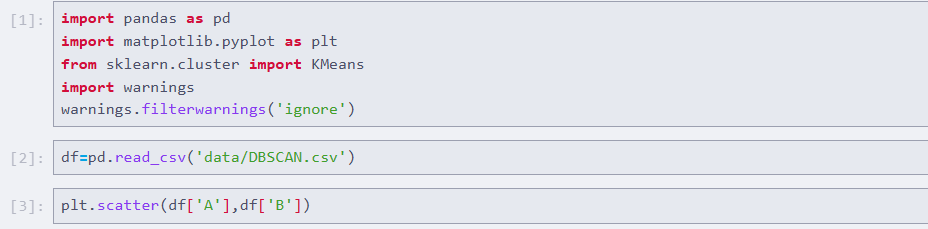 [1]: import pandas as pd
import matplotlib.pyplot as plt
from sklearn.cluster import KMeans
import warnings
warnings.filterwarnings('ignore')
[2]: df=pd.read_csv('data/DBSCAN.csv')
[3]: plt.scatter(df['A'],df['B'])